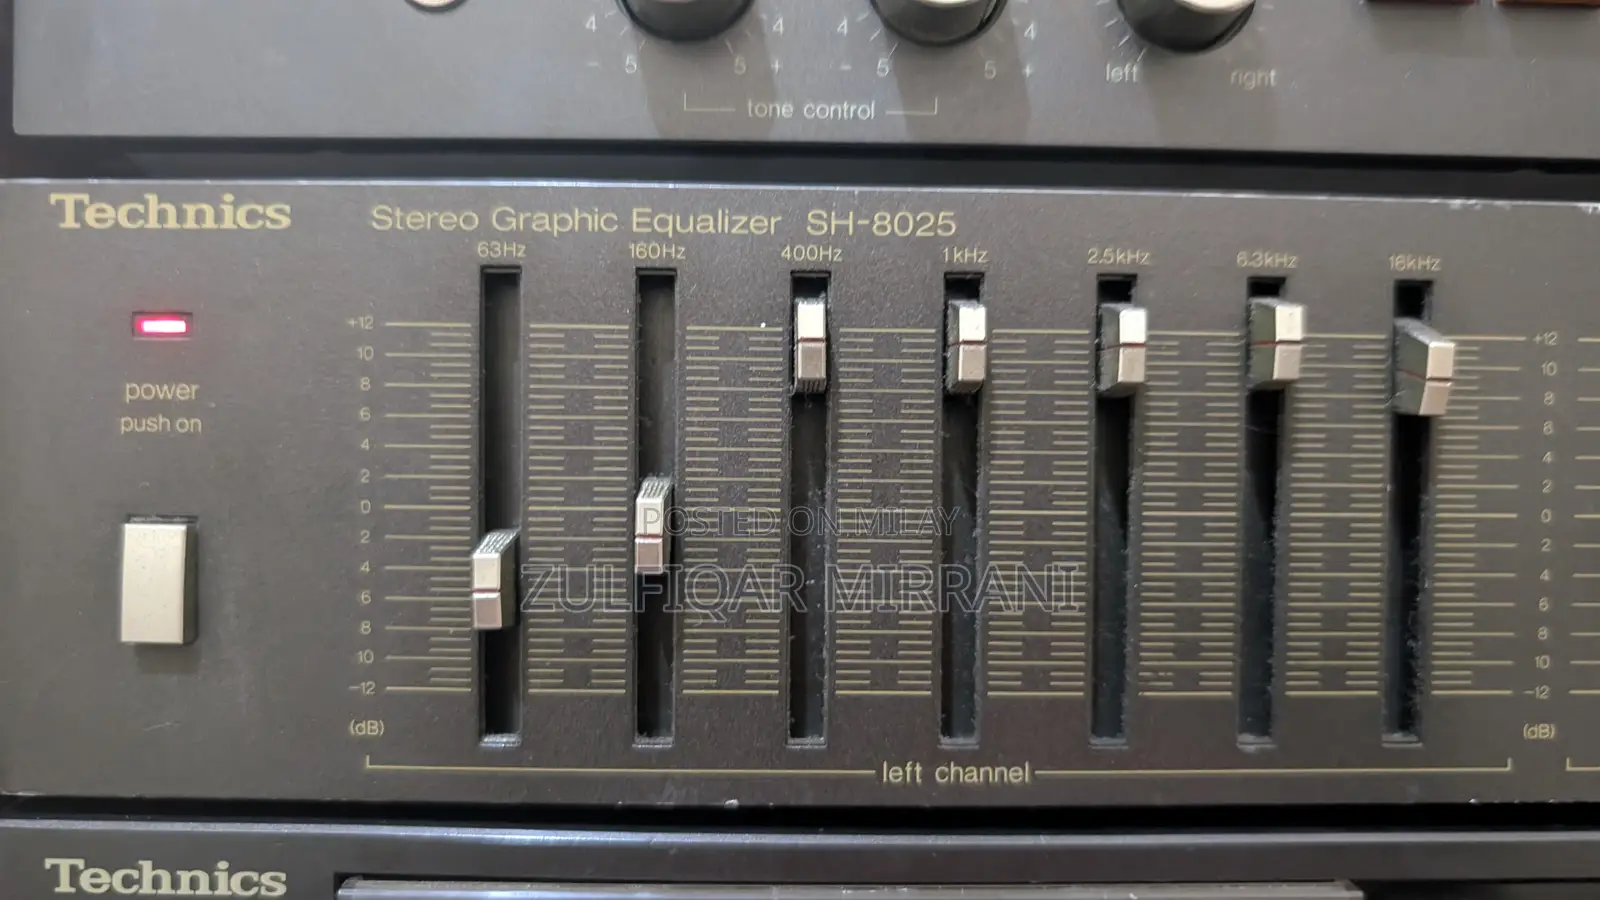 4 4 4 4
- 5 5 + - 5 5 + left right
tone control
Technics Stereo Graphic Equalizer SH-8025
63Hz 160Hz 400Hz 1kHz 2.5kHz 6.3kHz 16kHz
+12 +12
10 10
8 8
6 6
4 4
2 2
0 0
2 2
4 4
6 6
8 8
10 10
-12 -12
(dB) (dB)
power
push on
POSTED ON MILAY
ZULFIQAR MIRRANI
left channel
Technics